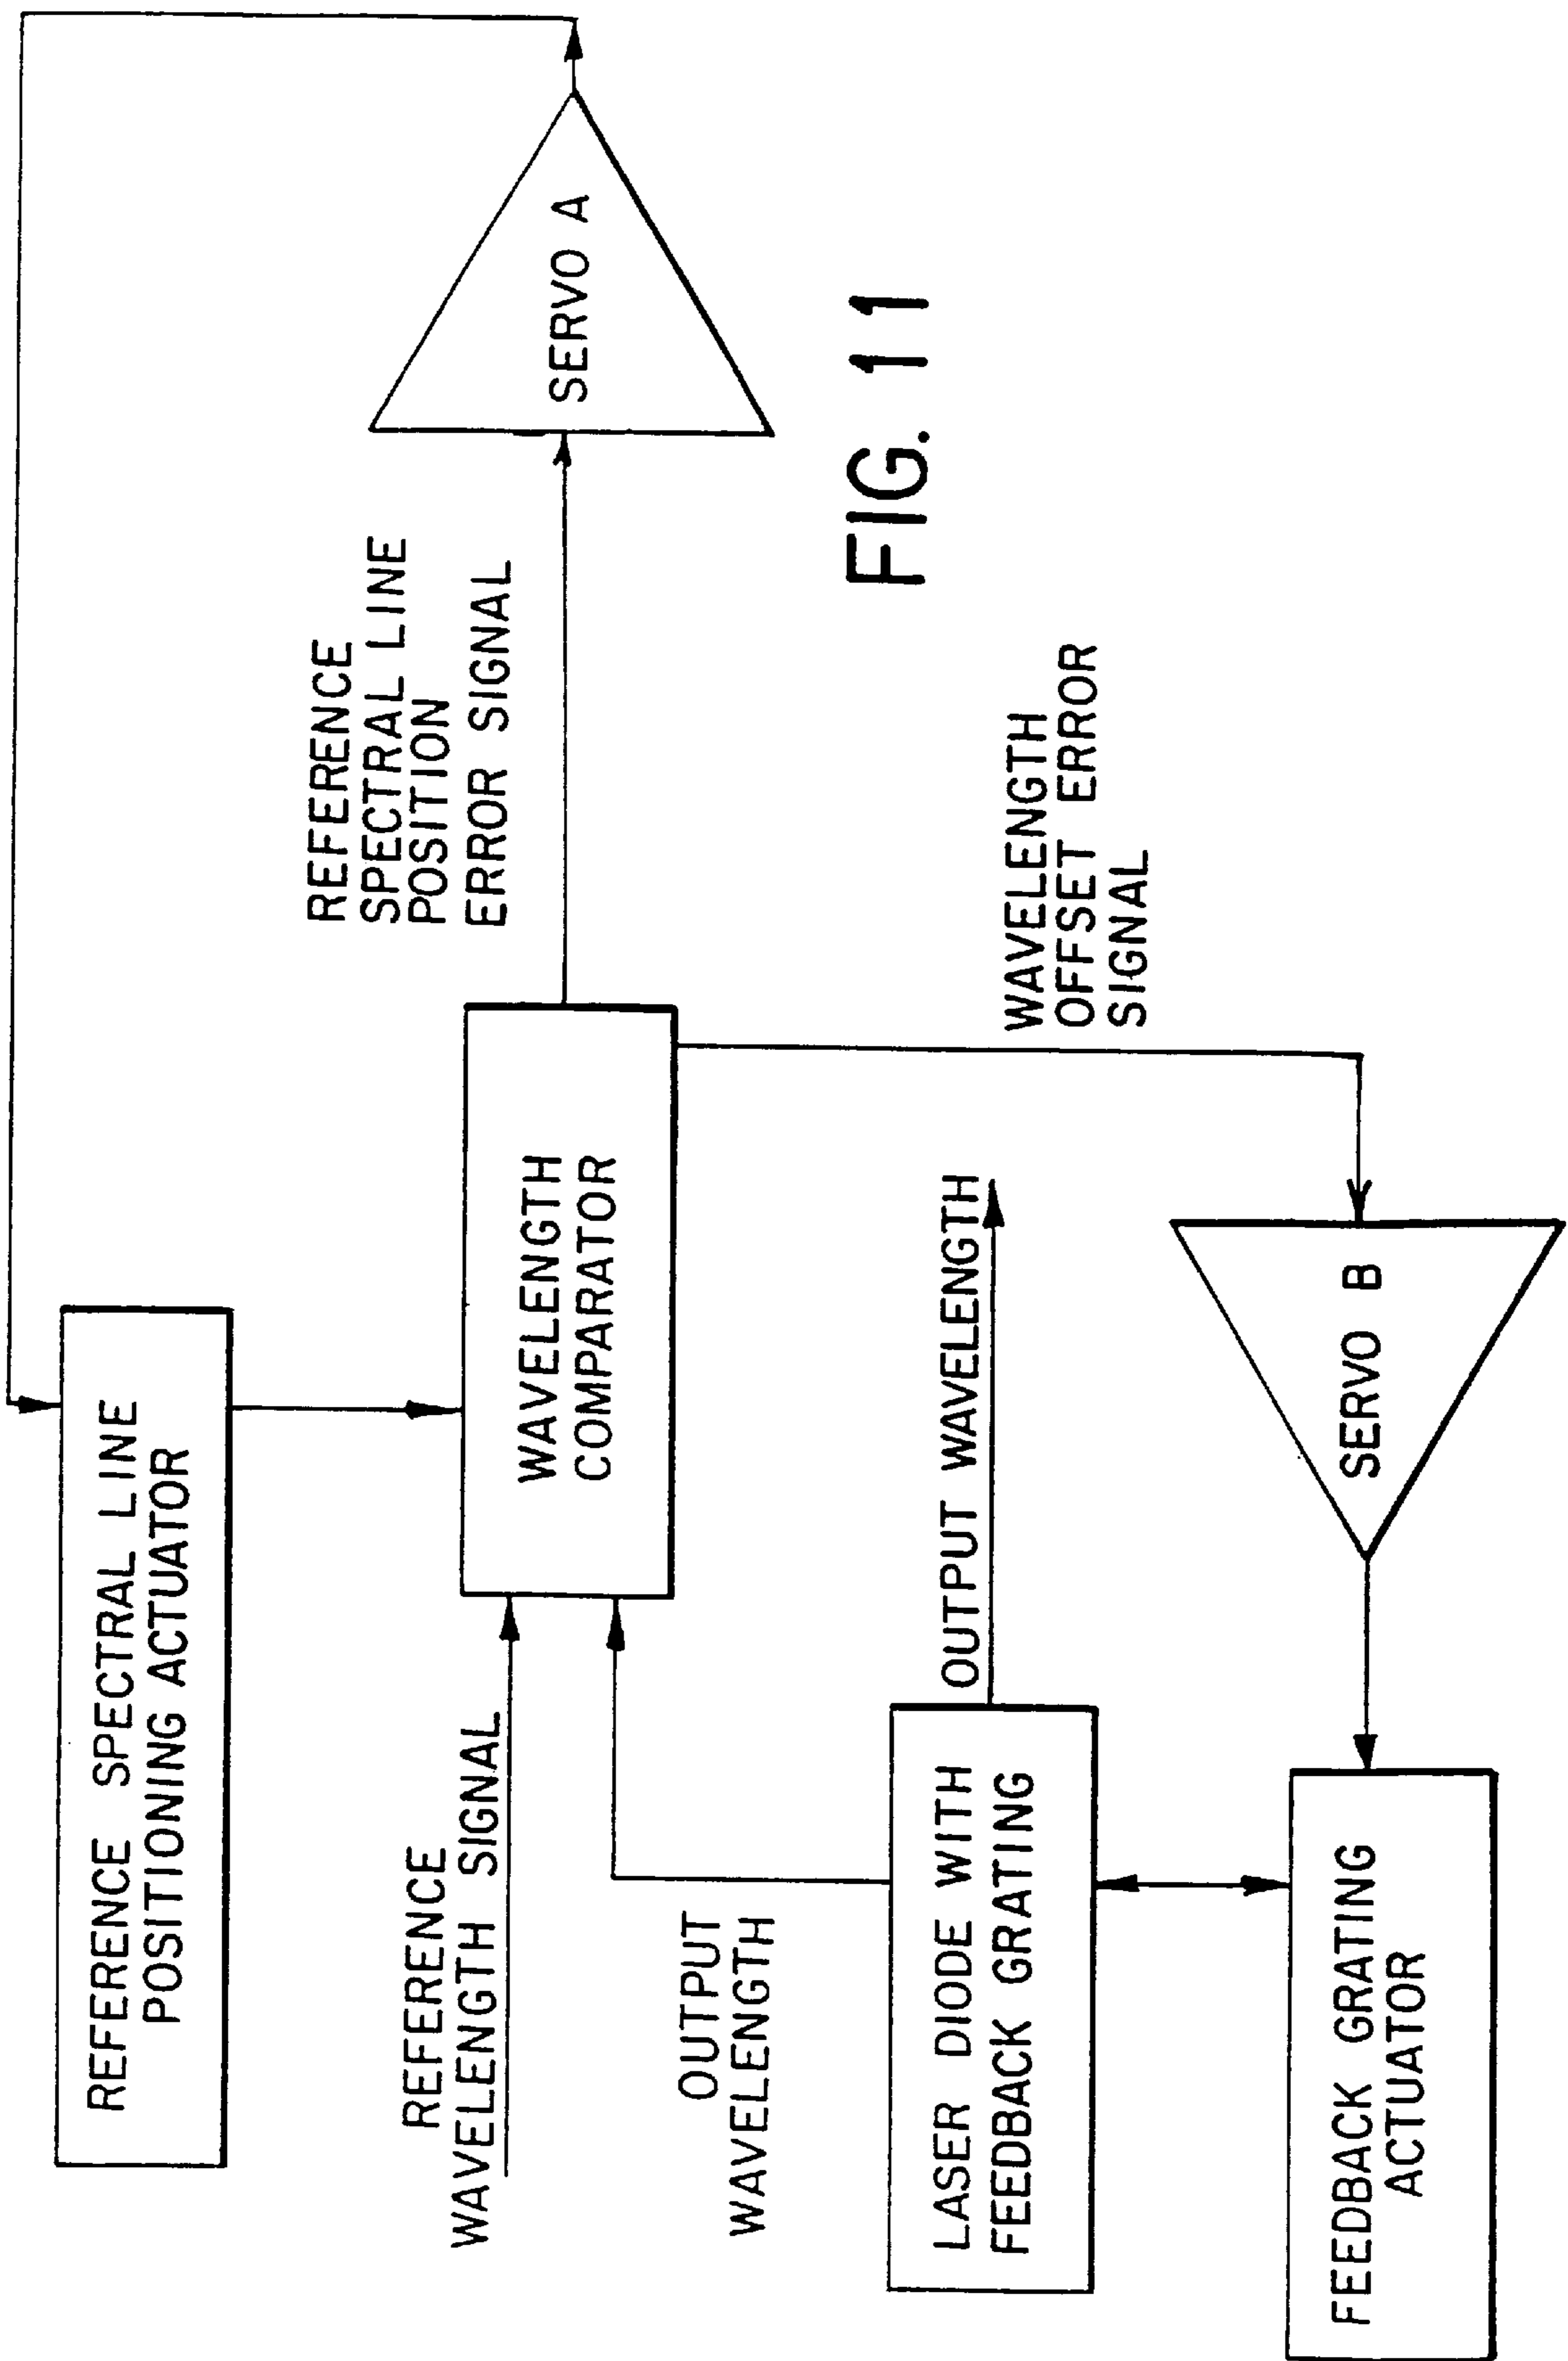 REFERENCE SPECTRAL LINE
POSITIONING ACTUATOR
REFERENCE
WAVELENGTH SIGNAL
WAVELENGTH
COMPARATOR
REFERENCE
SPECTRAL LINE
POSITION
ERROR SIGNAL
SERVO A
OUTPUT
WAVELENGTH
LASER DIODE WITH
FEEDBACK GRATING
OUTPUT WAVELENGTH
WAVELENGTH
OFFSET ERROR
SIGNAL
FEEDBACK GRATING
ACTUATOR
SERVO B
FIG. 11